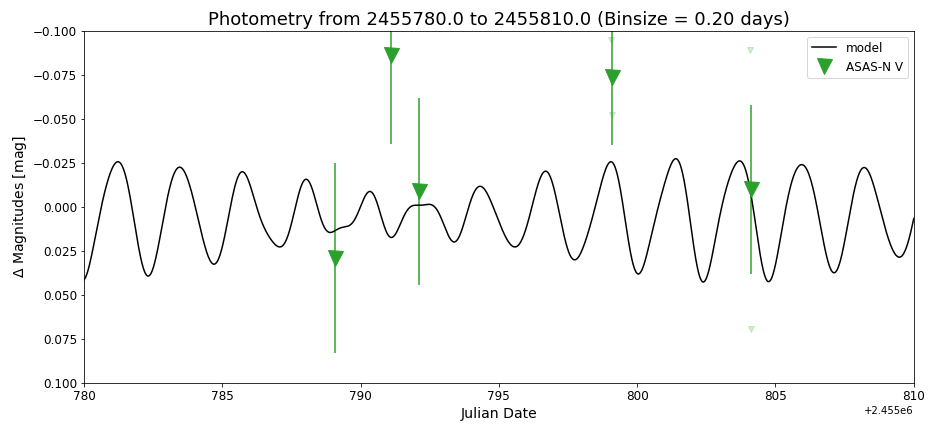 Photometry from 2455780.0 to 2455810.0 (Binsize = 0.20 days)
−0.100
−0.075
−0.050
−0.025
0.000
0.025
0.050
0.075
0.100
Δ Magnitudes [mag]
model
ASAS-N V
780
785
790
795
800
805
810
+2.455e6
Julian Date